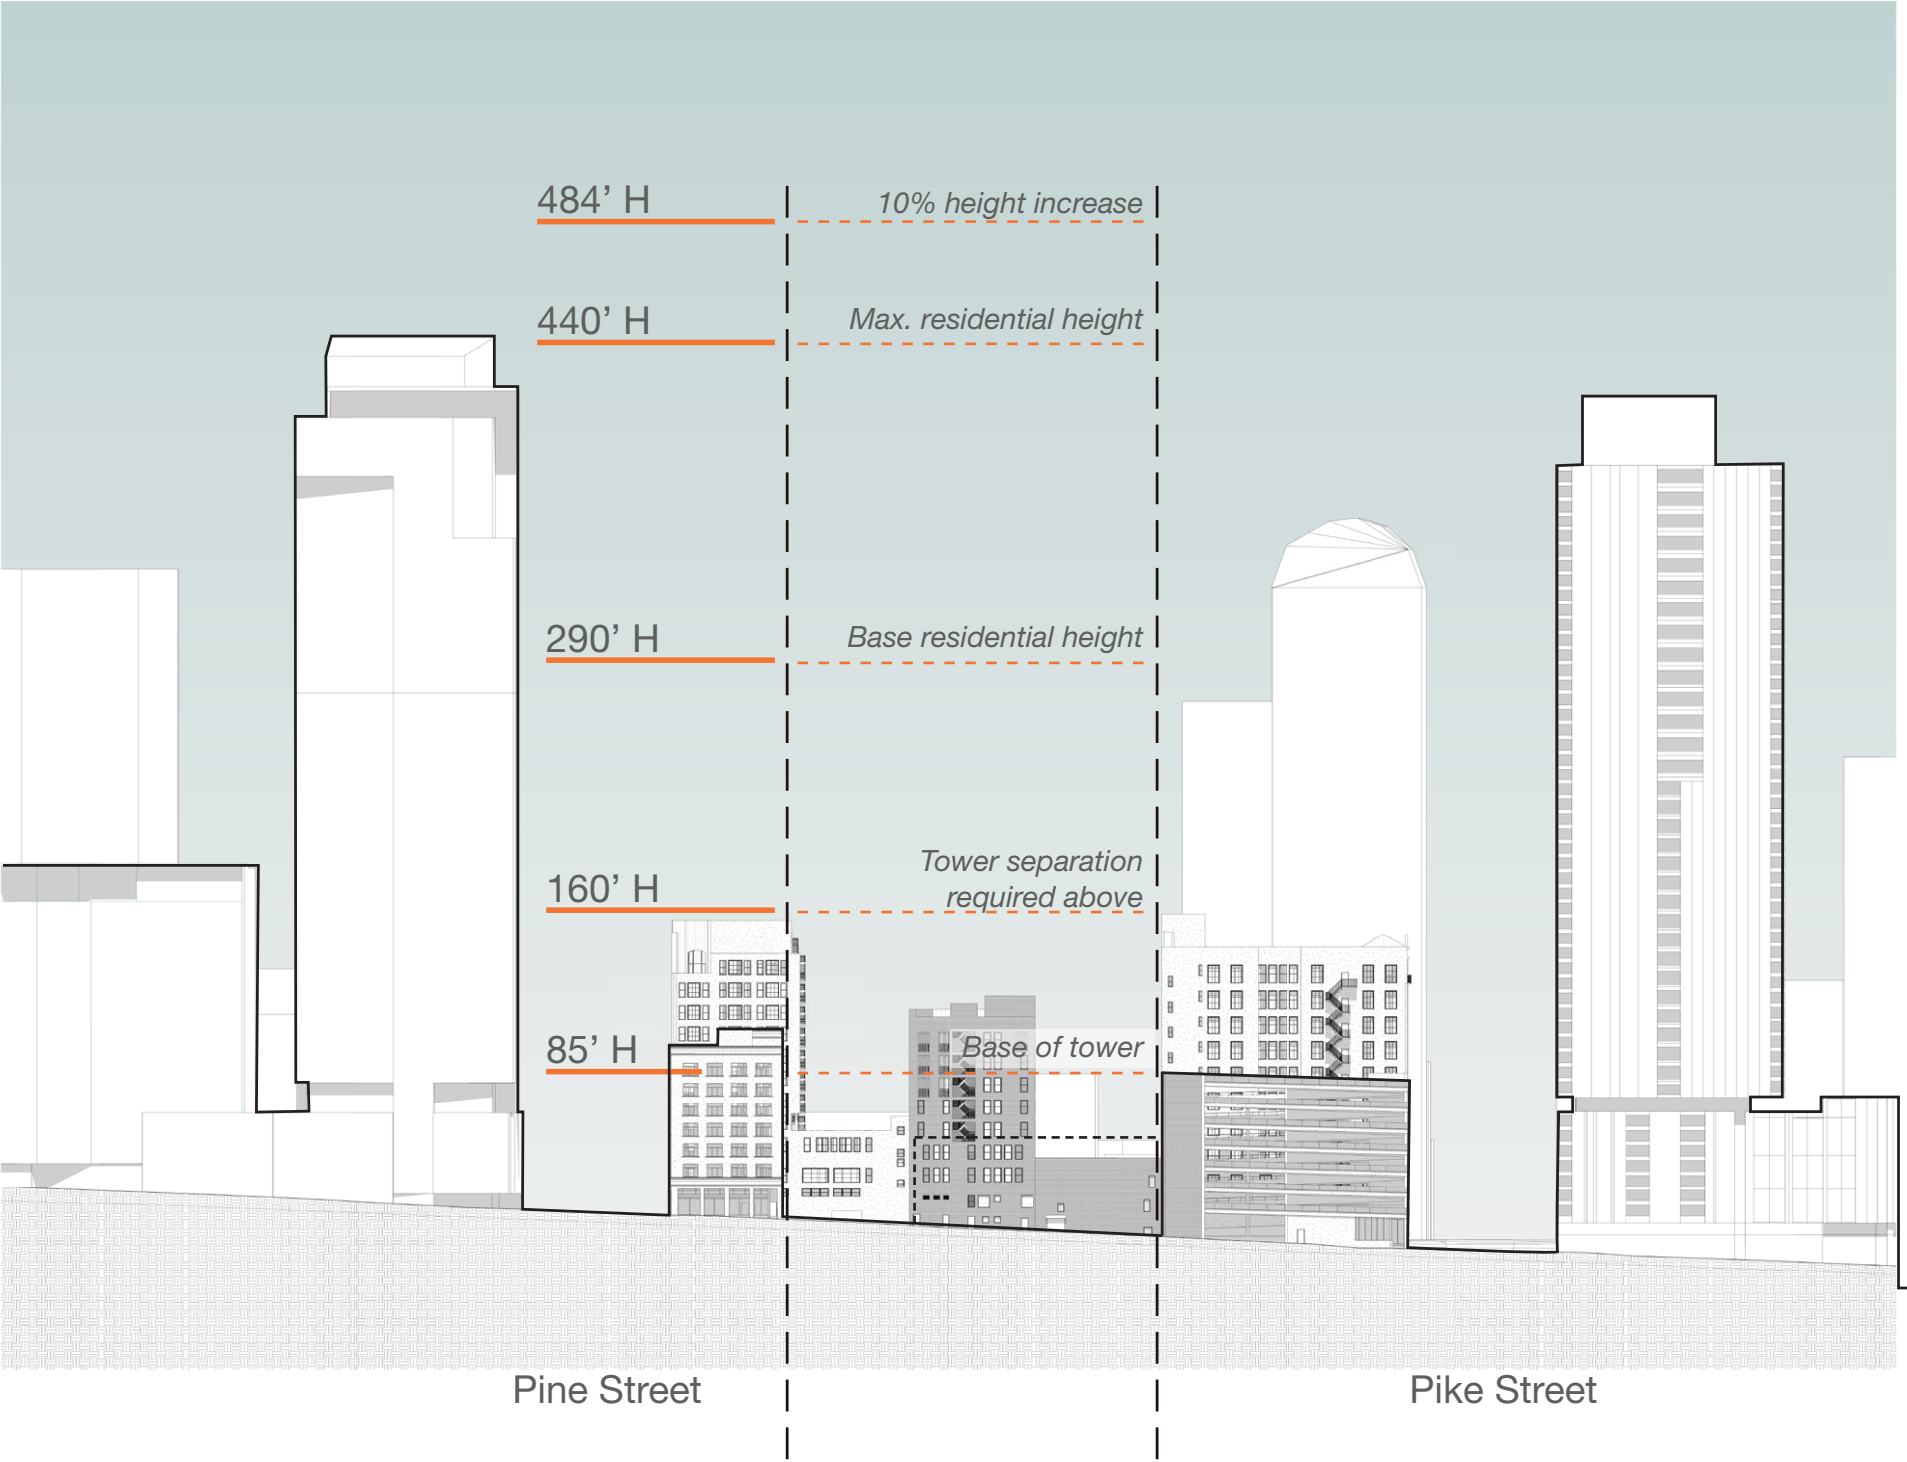 484’ H
10% height increase
440’ H
Max. residential height
290’ H
Base residential height
160’ H
Tower separation
required above
85’ H
Base of tower
Pine Street
Pike Street